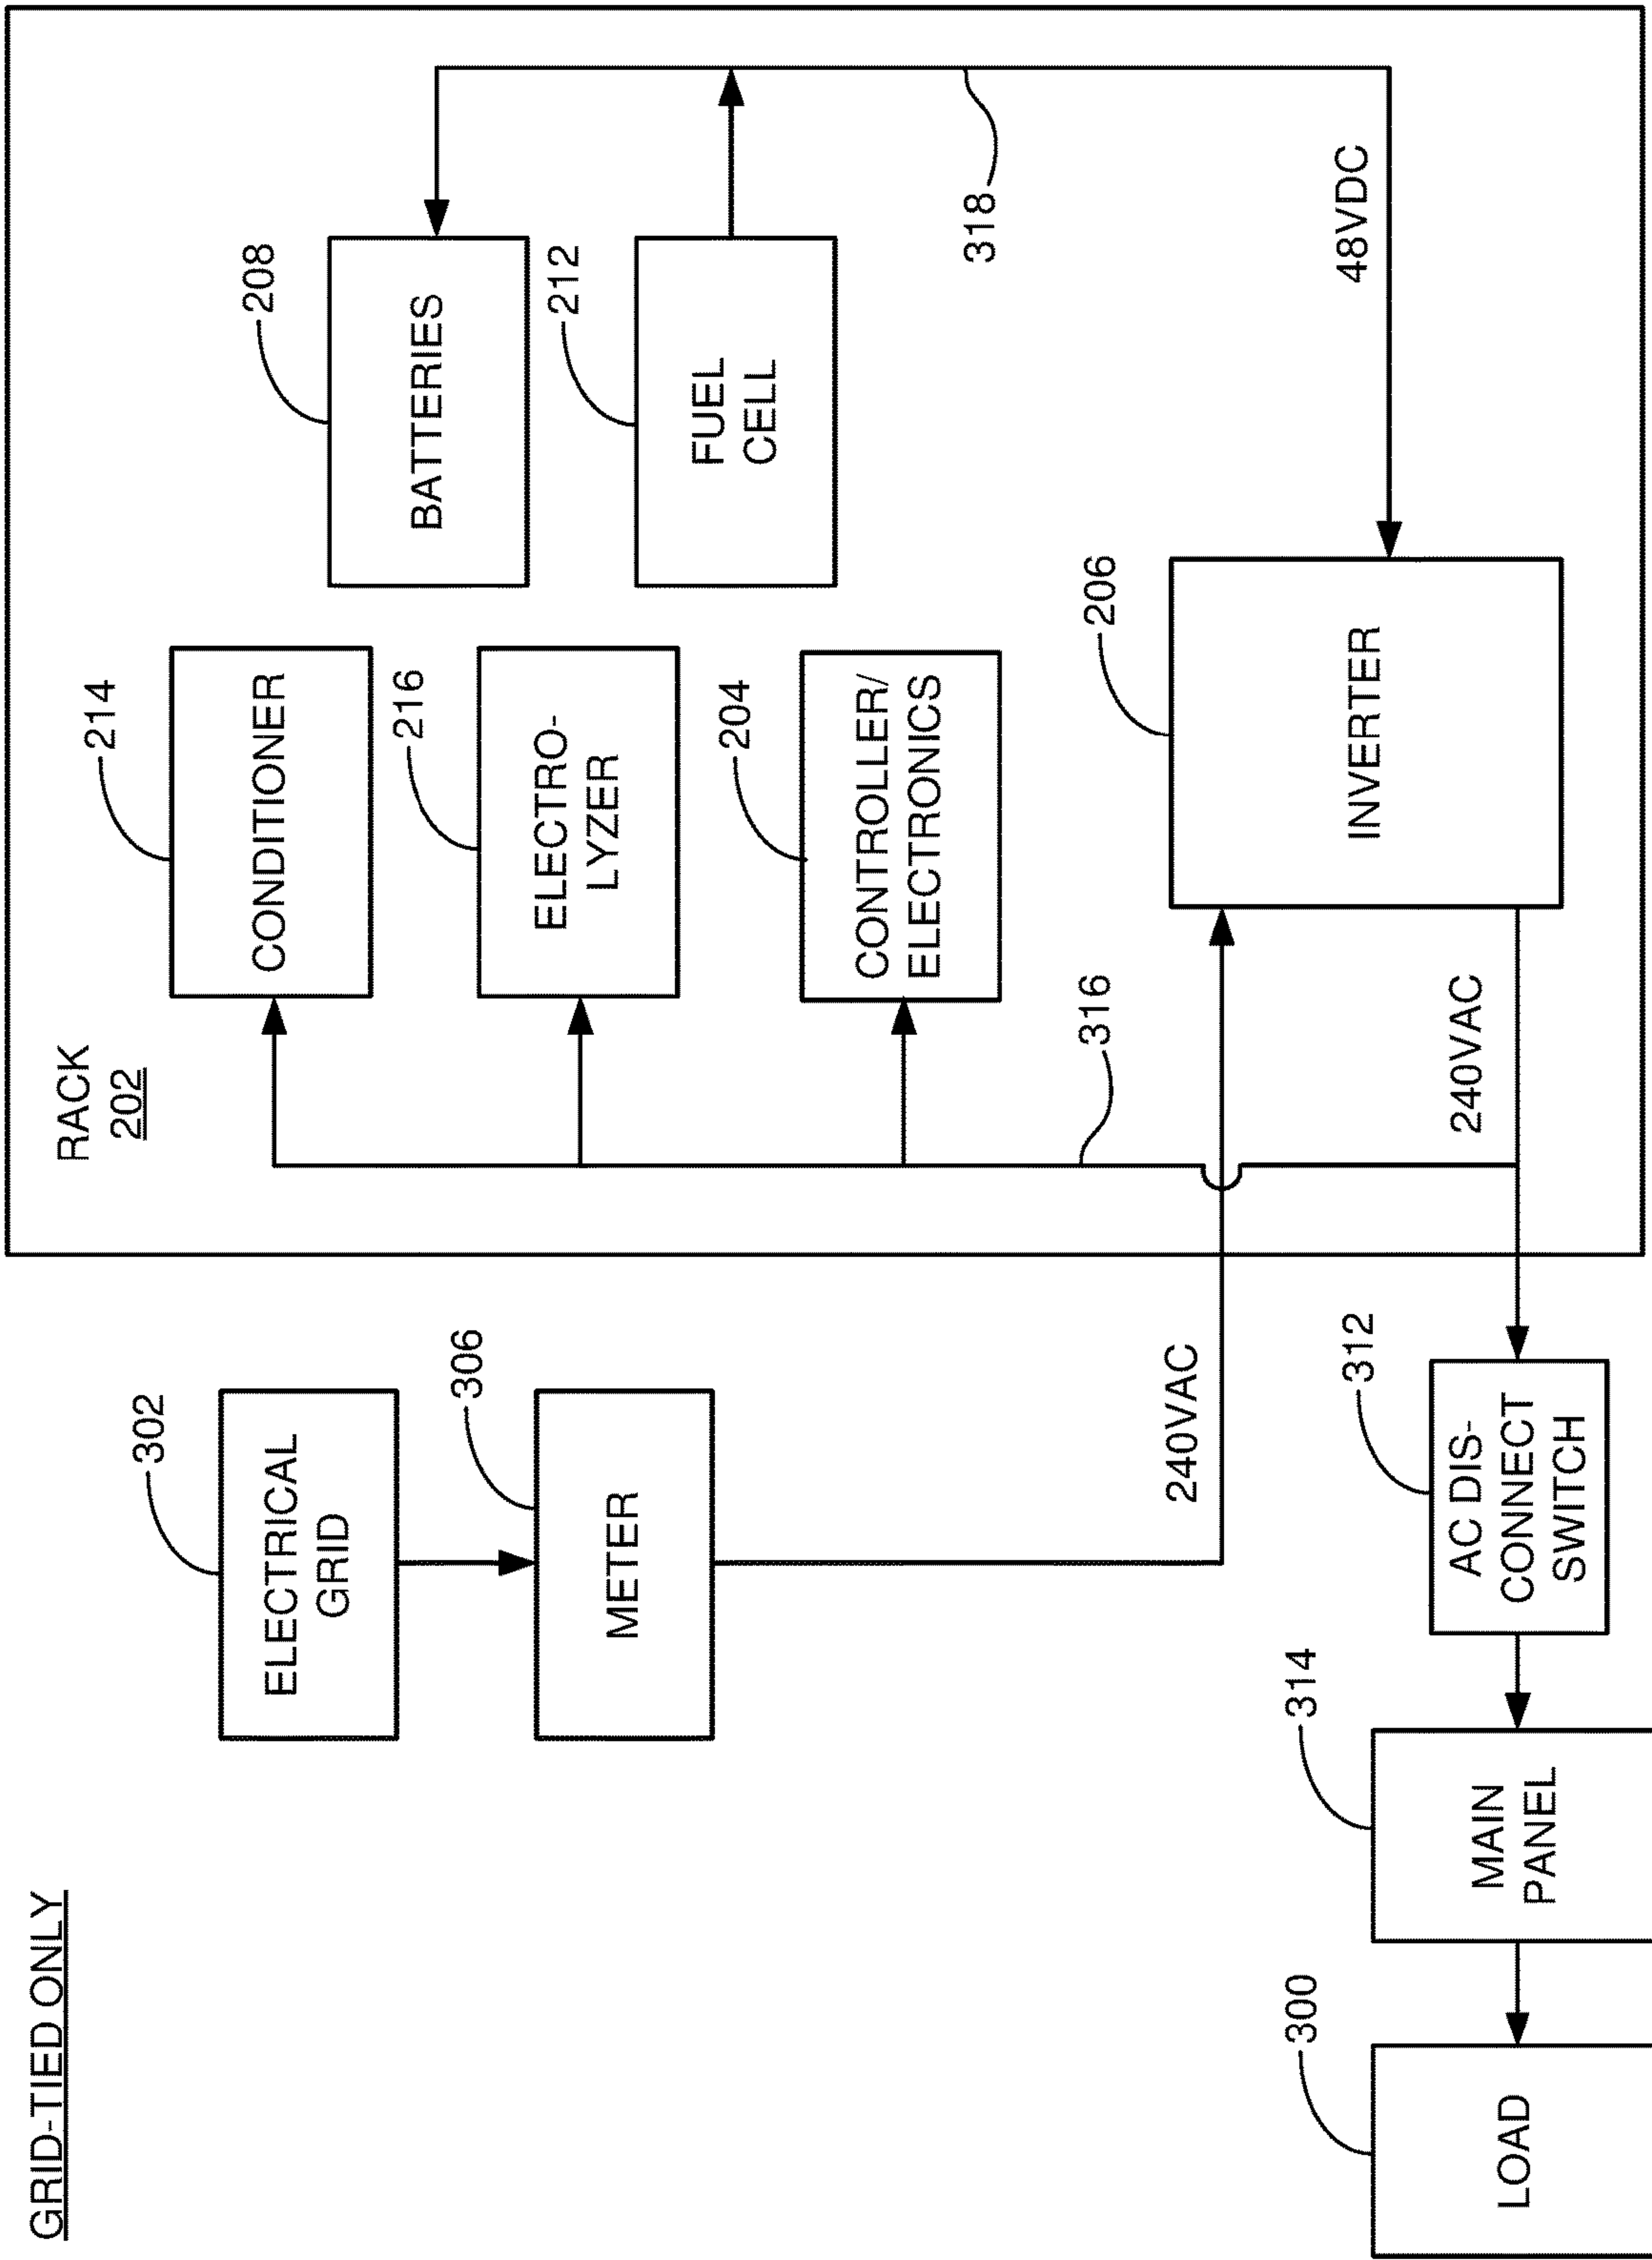 GRID-TIED ONLY
302
ELECTRICAL
GRID
306
METER
240VAC
RACK
202
214
CONDITIONER
216
ELECTRO-
LYZER
204
CONTROLLER/
ELECTRONICS
208
BATTERIES
212
FUEL
CELL
318
316
206
INVERTER
48VDC
240VAC
300
LOAD
314
MAIN
PANEL
312
AC DIS-
CONNECT
SWITCH